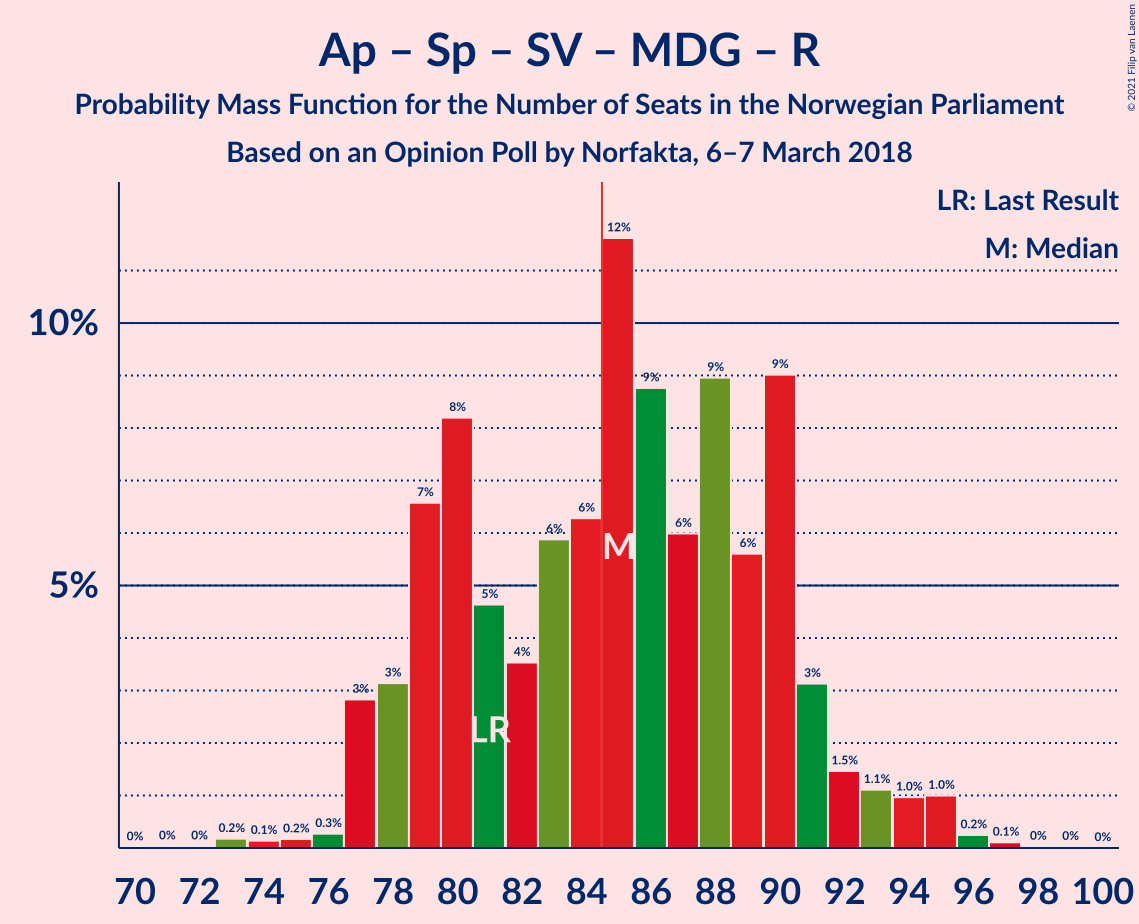 Ap – Sp – SV – MDG – R
Probability Mass Function for the Number of Seats in the Norwegian Parliament
Based on an Opinion Poll by Norfakta, 6–7 March 2018
© 2021 Filip van Laenen
LR: Last Result
M: Median
10%
5%
0% 0% 0% 0.2% 0.1% 0.2% 0.3% 3% 3% 7% 8% 5% 4% 6% 6% 12% 9% 6% 9% 6% 9% 3% 1.5% 1.1% 1.0% 1.0% 0.2% 0.1% 0% 0% 0%
LR
M
70 72 74 76 78 80 82 84 86 88 90 92 94 96 98 100